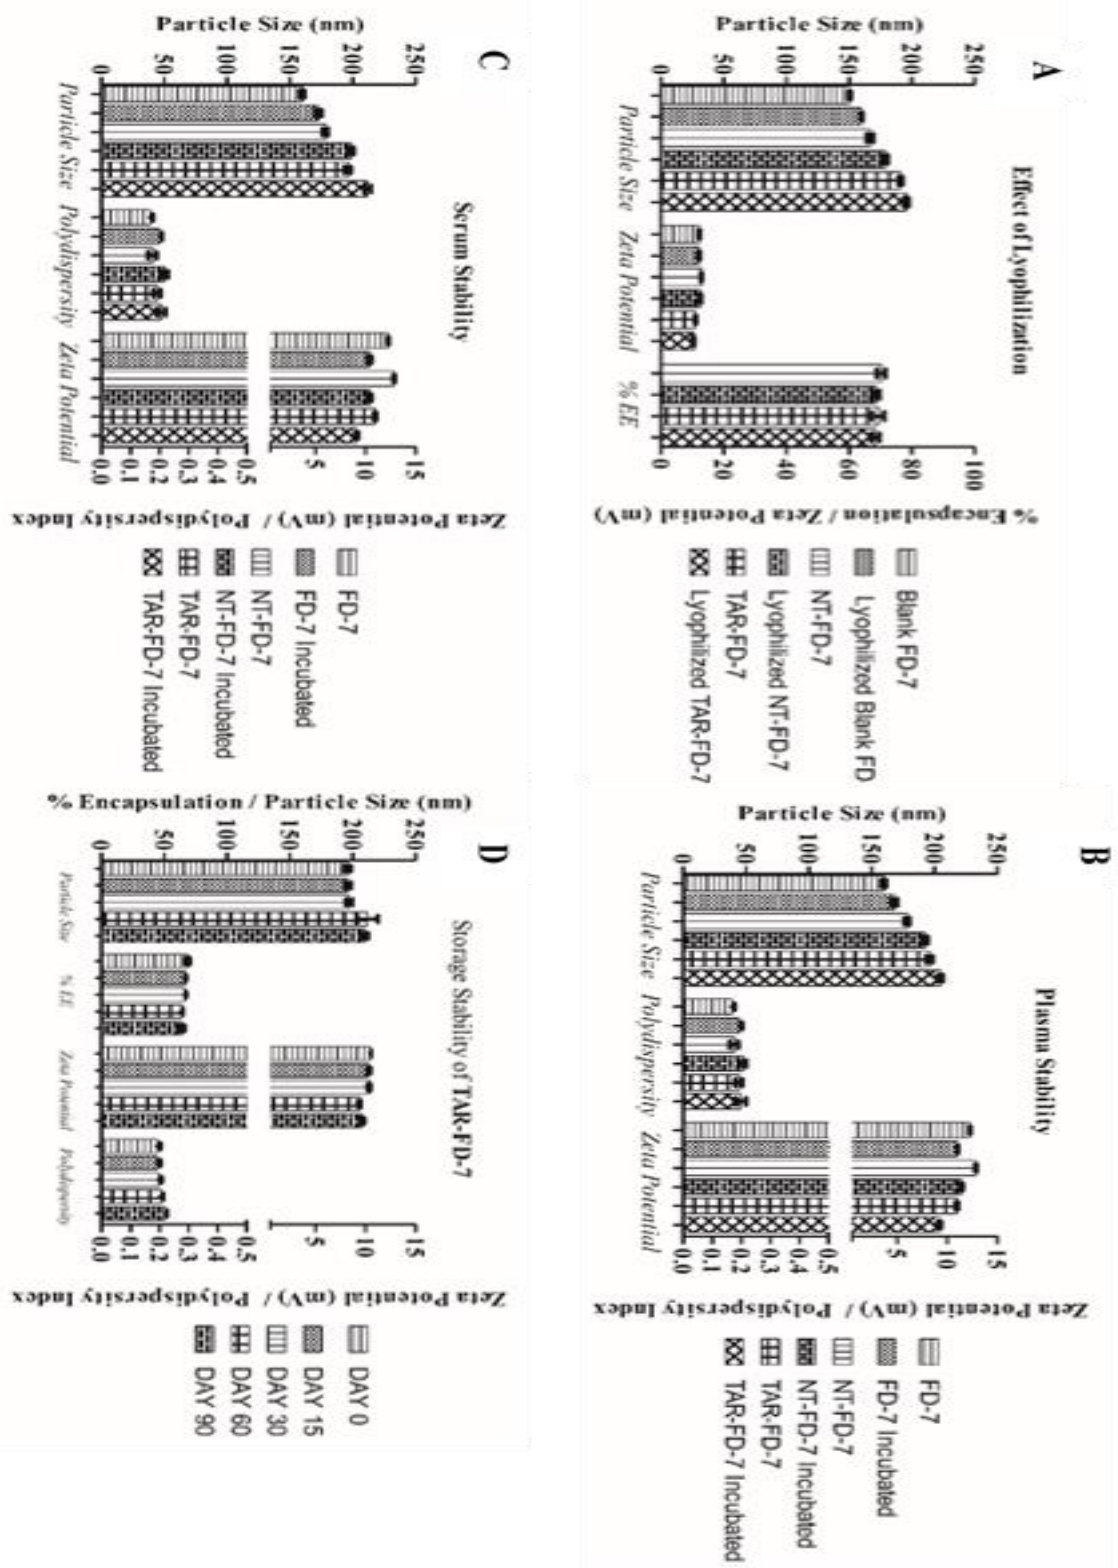 A
Effect of Lyophilization
Particle Size (nm)
0
50
100
150
200
250
Particle Size
Zeta Potential
% EE
0
20
40
60
80
100
% Encapsulation / Zeta Potential (mV)
Blank FD-7
Lyophilized Blank FD
NT-FD-7
Lyophilized NT-FD-7
TAR-FD-7
Lyophilized TAR-FD-7
B
Plasma Stability
Particle Size (nm)
0
50
100
150
200
250
Particle Size
Polydispersity
Zeta Potential
0.0
0.1
0.2
0.3
0.4
0.5
5
10
15
Zeta Potential (mV) / Polydispersity Index
FD-7
FD-7 Incubated
NT-FD-7
NT-FD-7 Incubated
TAR-FD-7
TAR-FD-7 Incubated
C
Serum Stability
Particle Size (nm)
0
50
100
150
200
250
Particle Size
Polydispersity
Zeta Potential
0.0
0.1
0.2
0.3
0.4
0.5
5
10
15
Zeta Potential (mV) / Polydispersity Index
FD-7
FD-7 Incubated
NT-FD-7
NT-FD-7 Incubated
TAR-FD-7
TAR-FD-7 Incubated
D
Storage Stability of TAR-FD-7
% Encapsulation / Particle Size (nm)
0
50
100
150
200
250
Particle Size
% EE
Zeta Potential
Polydispersity
0.0
0.1
0.2
0.3
0.4
0.5
5
10
15
Zeta Potential (mV) / Polydispersity Index
DAY 0
DAY 15
DAY 30
DAY 60
DAY 90